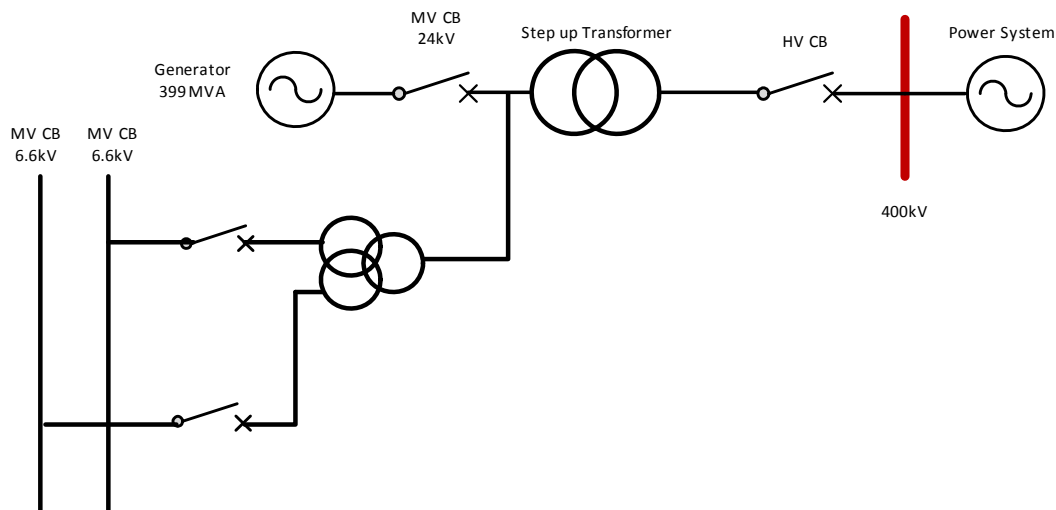 MV CB
24kV
Step up Transformer
HV CB
Power System
Generator
399MVA
MV CB
6.6kV
MV CB
6.6kV
400kV